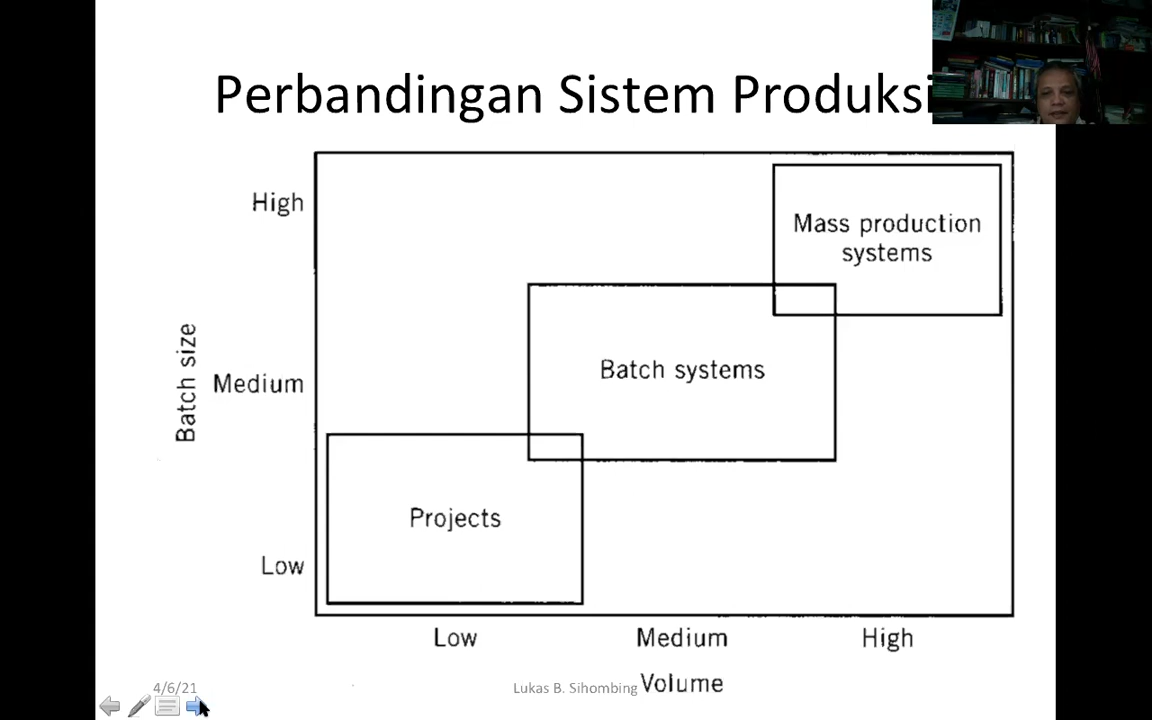 Perbandingan Sistem Produksi
High
Mass production
systems
Batch size
Medium
Batch systems
Projects
Low
Low
Medium
High
Volume
4/6/21
Lukas B. Sihombing